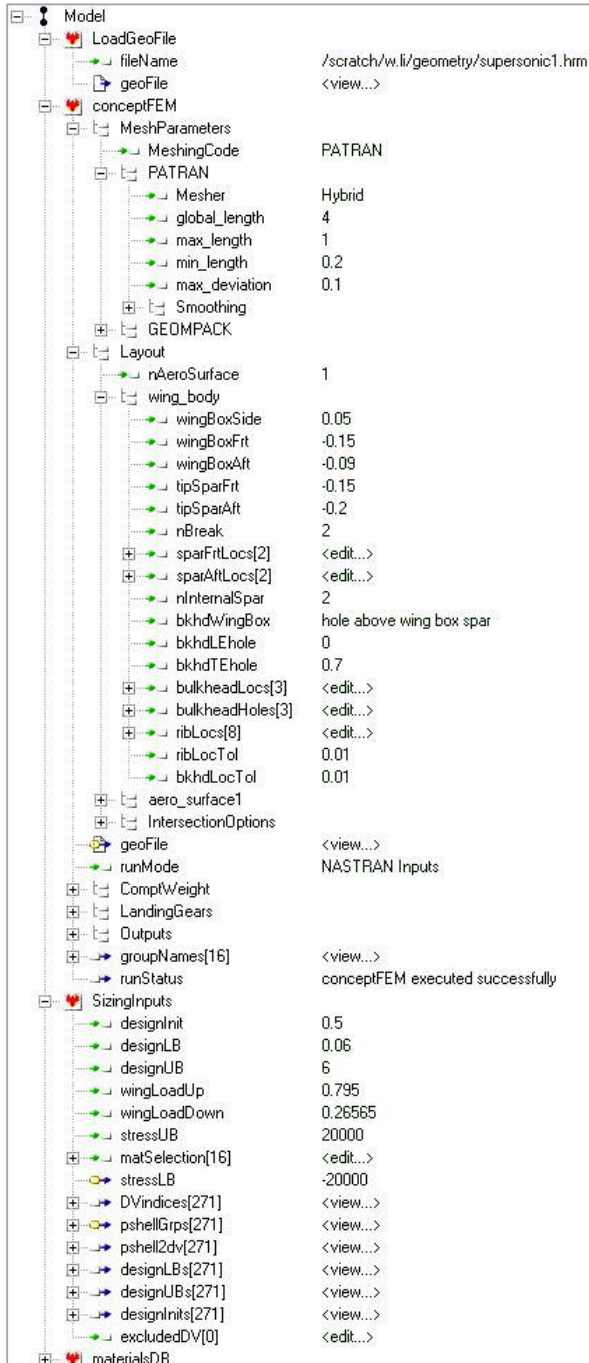 Model
LoadGeoFile
fileName /scratch/w.li/geometry/supersonic1.hrm
geoFile <view...>
conceptFEM
MeshParameters
MeshingCode PATRAN
PATRAN
Mesher Hybrid
global_length 4
max_length 1
min_length 0.2
max_deviation 0.1
Smoothing
GEOMPACK
Layout
nAeroSurface 1
wing_body
wingBoxSide 0.05
wingBoxFrt -0.15
wingBoxAft -0.09
tipSparFrt -0.15
tipSparAft -0.2
nBreak 2
sparFrtLocs[2] <edit...>
sparAftLocs[2] <edit...>
nInternalSpar 2
bkhdWingBox hole above wing box spar
bkhdLEhole 0
bkhdTEhole 0.7
bulkheadLocs[3] <edit...>
bulkheadHoles[3] <edit...>
ribLocs[8] <edit...>
ribLocTol 0.01
bkhdLocTol 0.01
aero_surface1
IntersectionOptions
geoFile <view...>
runMode NASTRAN Inputs
ComptWeight
LandingGears
Outputs
groupNames[16] <view...>
runStatus conceptFEM executed successfully
SizingInputs
designInit 0.5
designLB 0.06
designUB 6
wingLoadUp 0.795
wingLoadDown 0.26565
stressUB 20000
matSelection[16] <edit...>
stressLB -20000
DVindices[271] <view...>
pshellGrps[271] <view...>
pshell2dv[271] <view...>
designLBs[271] <view...>
designUBs[271] <view...>
designInits[271] <view...>
excludedDV[0] <edit...>
materialsDB